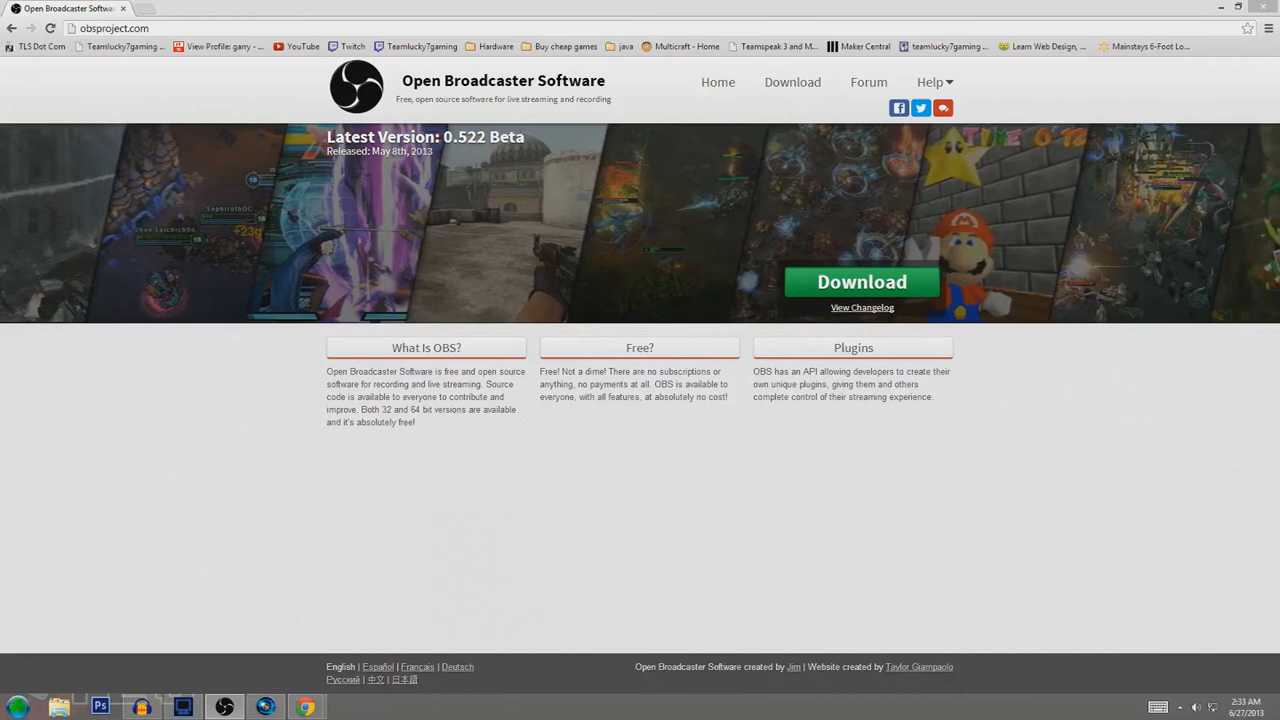 Open Broadcaster Softwa
obsproject.com
TLS Dot Com
Teamlucky7gaming ...
View Profile: garry - ...
YouTube
Twitch
Teamlucky7gaming ...
Hardware
Buy cheap games
java
Multicraft - Home
Teamspeak 3 and M...
Maker Central
teamlucky7gaming ...
Learn Web Design, ...
Mainstays 6-Foot Lo...
Open Broadcaster Software
Free, open source software for live streaming and recording
Home
Download
Forum
Help
Latest Version: 0.522 Beta
Released: May 8th, 2013
TIME 0 12
SephirothOC
18
+23g
Download
View Changelog
What Is OBS?
Open Broadcaster Software is free and open source
software for recording and live streaming. Source
code is available to everyone to contribute and
improve. Both 32 and 64 bit versions are available
and it's absolutely free!
Free?
Free! Not a dime! There are no subscriptions or
anything, no payments at all. OBS is available to
everyone, with all features, at absolutely no cost!
Plugins
OBS has an API allowing developers to create their
own unique plugins, giving them and others
complete control of their streaming experience.
English | Español | Français | Deutsch
Русский | 中文 | 日本語
Open Broadcaster Software created by Jim | Website created by Taylor Giampaolo
Ps
2:33 AM
6/27/2013